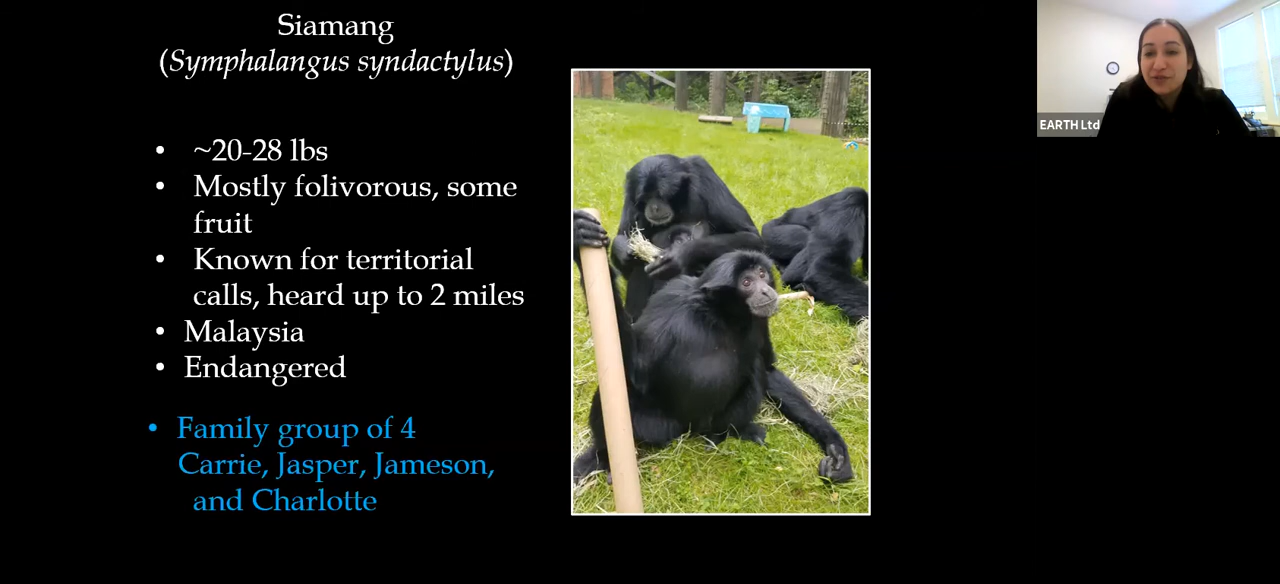 Siamang
(Symphalangus syndactylus)
• ~20-28 lbs
• Mostly folivorous, some
fruit
• Known for territorial
calls, heard up to 2 miles
• Malaysia
• Endangered
• Family group of 4
Carrie, Jasper, Jameson,
and Charlotte
EARTH Ltd